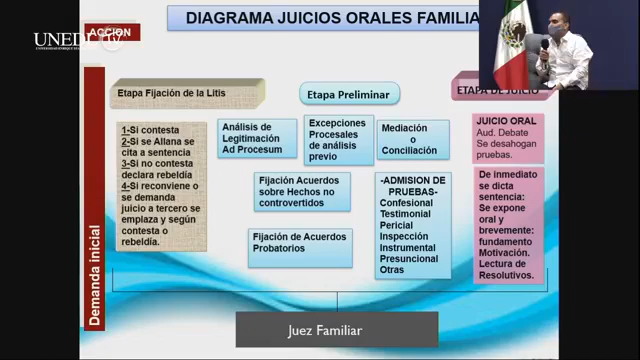 DIAGRAMA JUICIOS ORALES FAMILIA
ACCIÓN
UNEDL
Etapa Fijación de la Litis
Etapa Preliminar
ETAPA DE JUICIO
1-Si contesta
2-Si se Allana se
cita a sentencia
3-Si no contesta
declara rebeldía
4-Si reconviene o se
demanda
juicio a tercero se
emplaza y según
contesta o
rebeldía.
Análisis de
Legitimación
Ad Procesum
Excepciones
Procesales
de análisis
previo
Mediación
o
Conciliación
Fijación Acuerdos
sobre Hechos no
controvertidos
Fijación de Acuerdos
Probatorios
-ADMISION DE
PRUEBAS-
Confesional
Testimonial
Pericial
Inspección
Instrumental
Presuncional
Otras
JUICIO ORAL
Aud. Debate
Se desahogan
pruebas.
De inmediato
se dicta
sentencia:
Se expone
oral y
brevemente:
fundamento
Motivación.
Lectura de
Resolutivos.
Demanda inicial
Juez Familiar